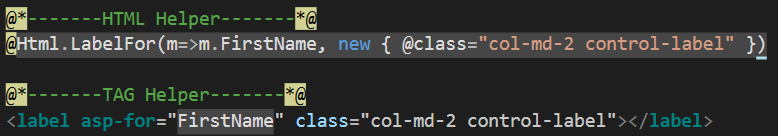 @*-------HTML Helper-------*@
@Html.LabelFor(m=>m.FirstName, new { @class="col-md-2 control-label" })
@*-------TAG Helper-------*@
<label asp-for="FirstName" class="col-md-2 control-label"></label>